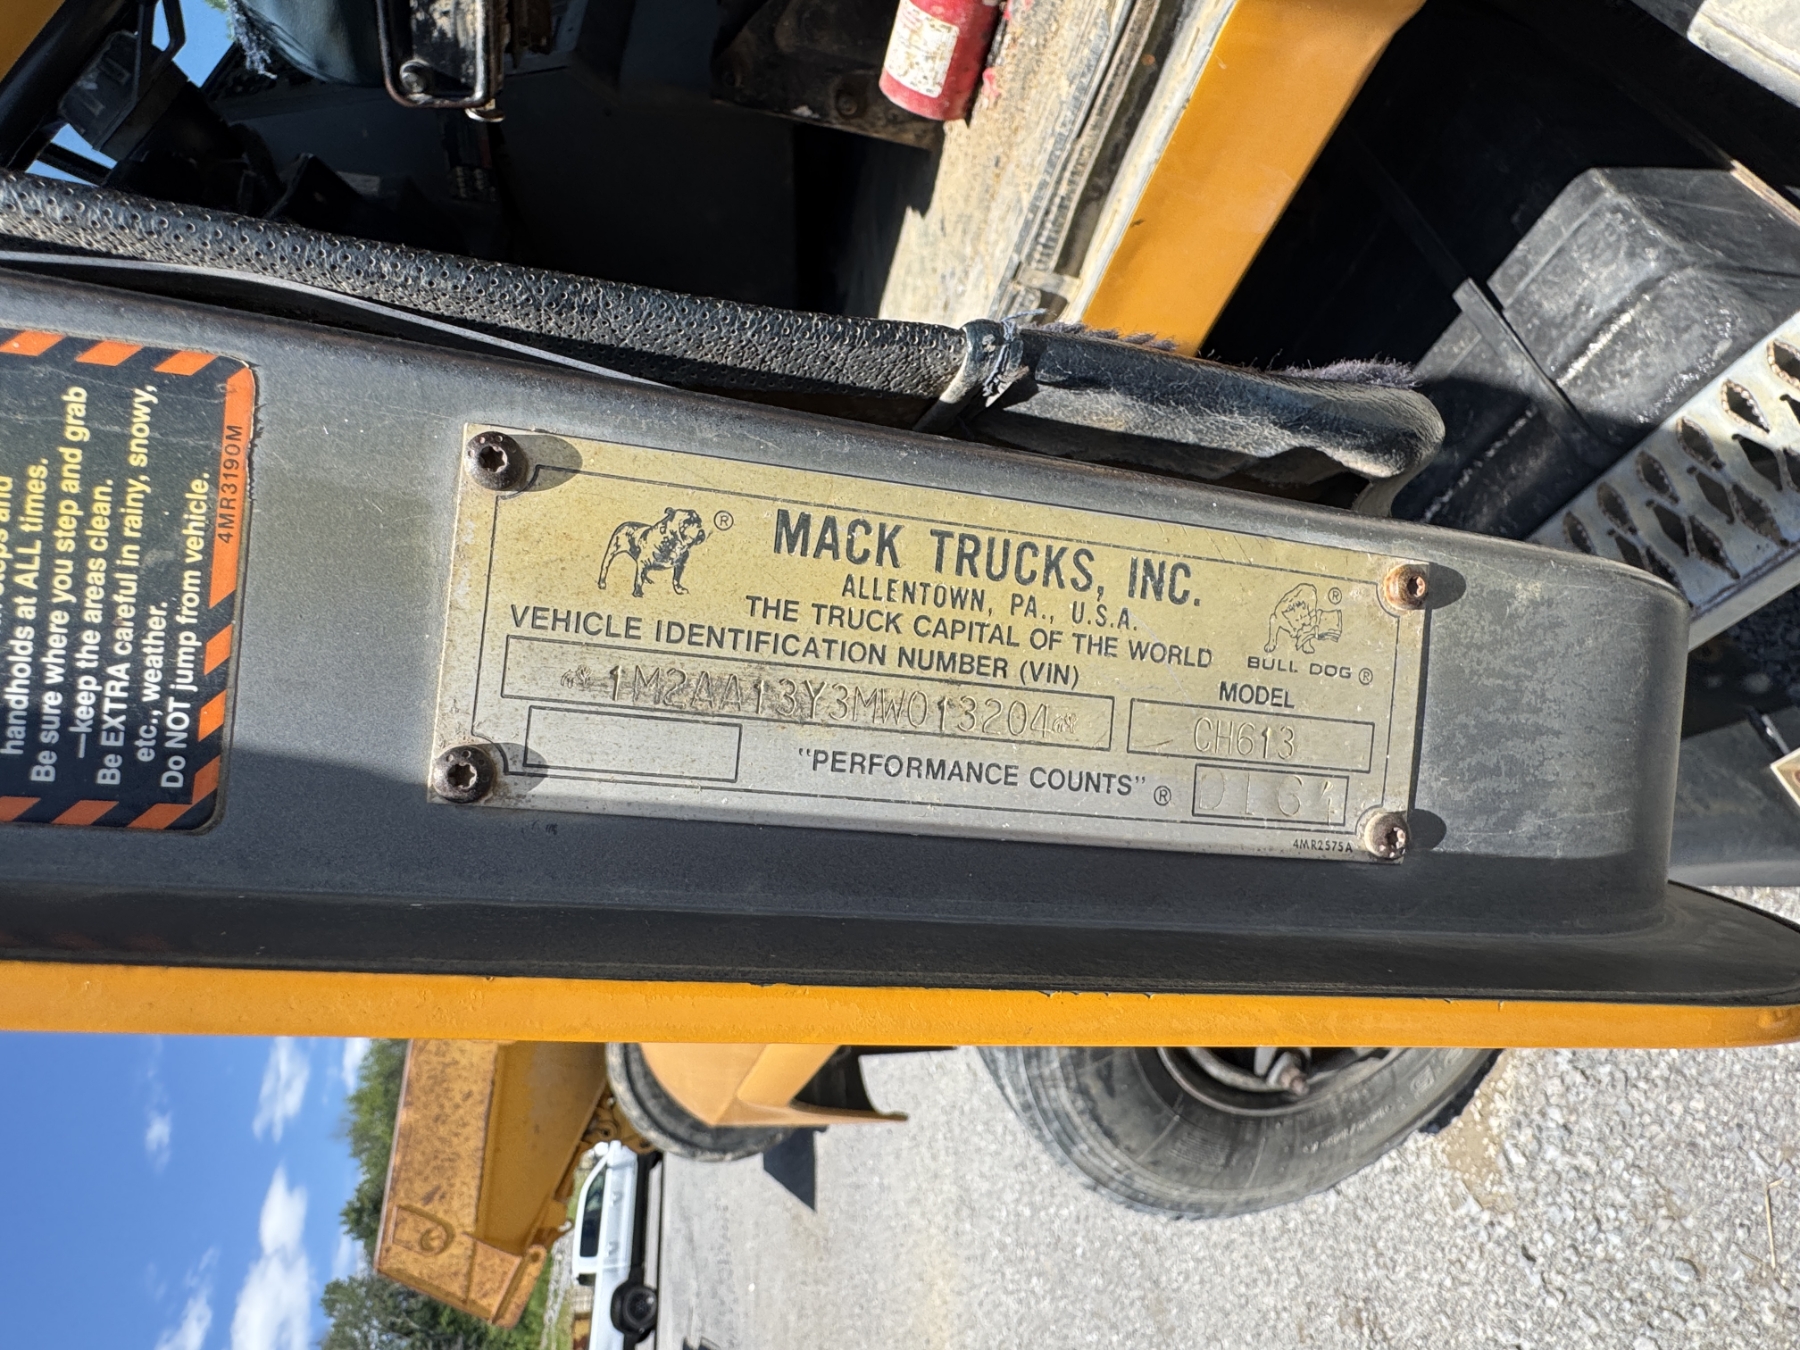 handholds at ALL times.
Be sure where you step and grab
—keep the areas clean.
Be EXTRA careful in rainy, snowy,
etc., weather.
Do NOT jump from vehicle.
4MR3190M
®
MACK TRUCKS, INC.
ALLENTOWN, PA., U.S.A.
THE TRUCK CAPITAL OF THE WORLD
®
BULL DOG®
VEHICLE IDENTIFICATION NUMBER (VIN)
1M2AA13Y3MW013204
MODEL
CH613
"PERFORMANCE COUNTS"®
4MR2575A